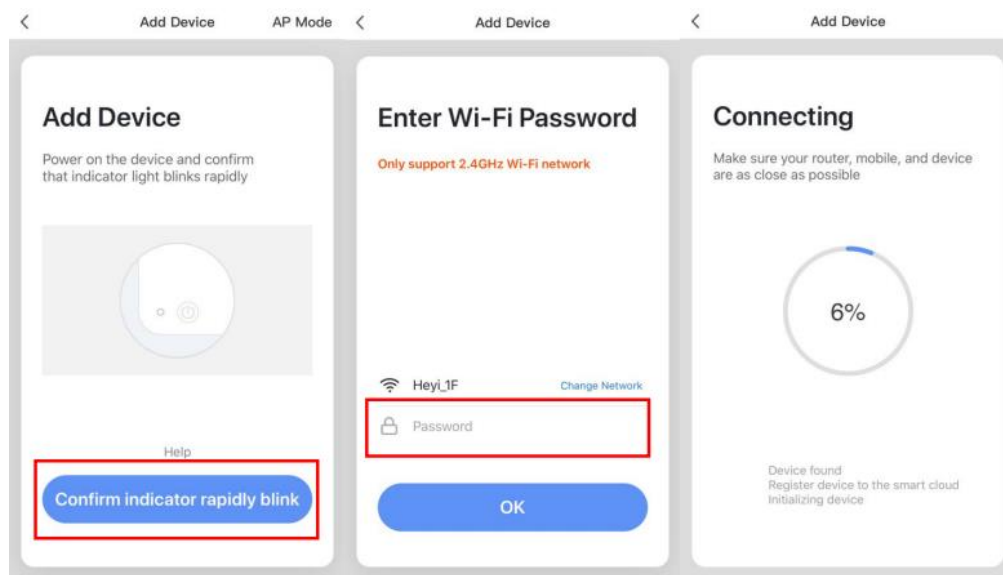 Add Device
AP Mode
Add Device
Power on the device and confirm
that indicator light blinks rapidly
Help
Confirm indicator rapidly blink
Add Device
Enter Wi-Fi Password
Only support 2.4GHz Wi-Fi network
Heyi_1F
Change Network
Password
OK
Add Device
Connecting
Make sure your router, mobile, and device
are as close as possible
6%
Device found
Register device to the smart cloud
Initializing device